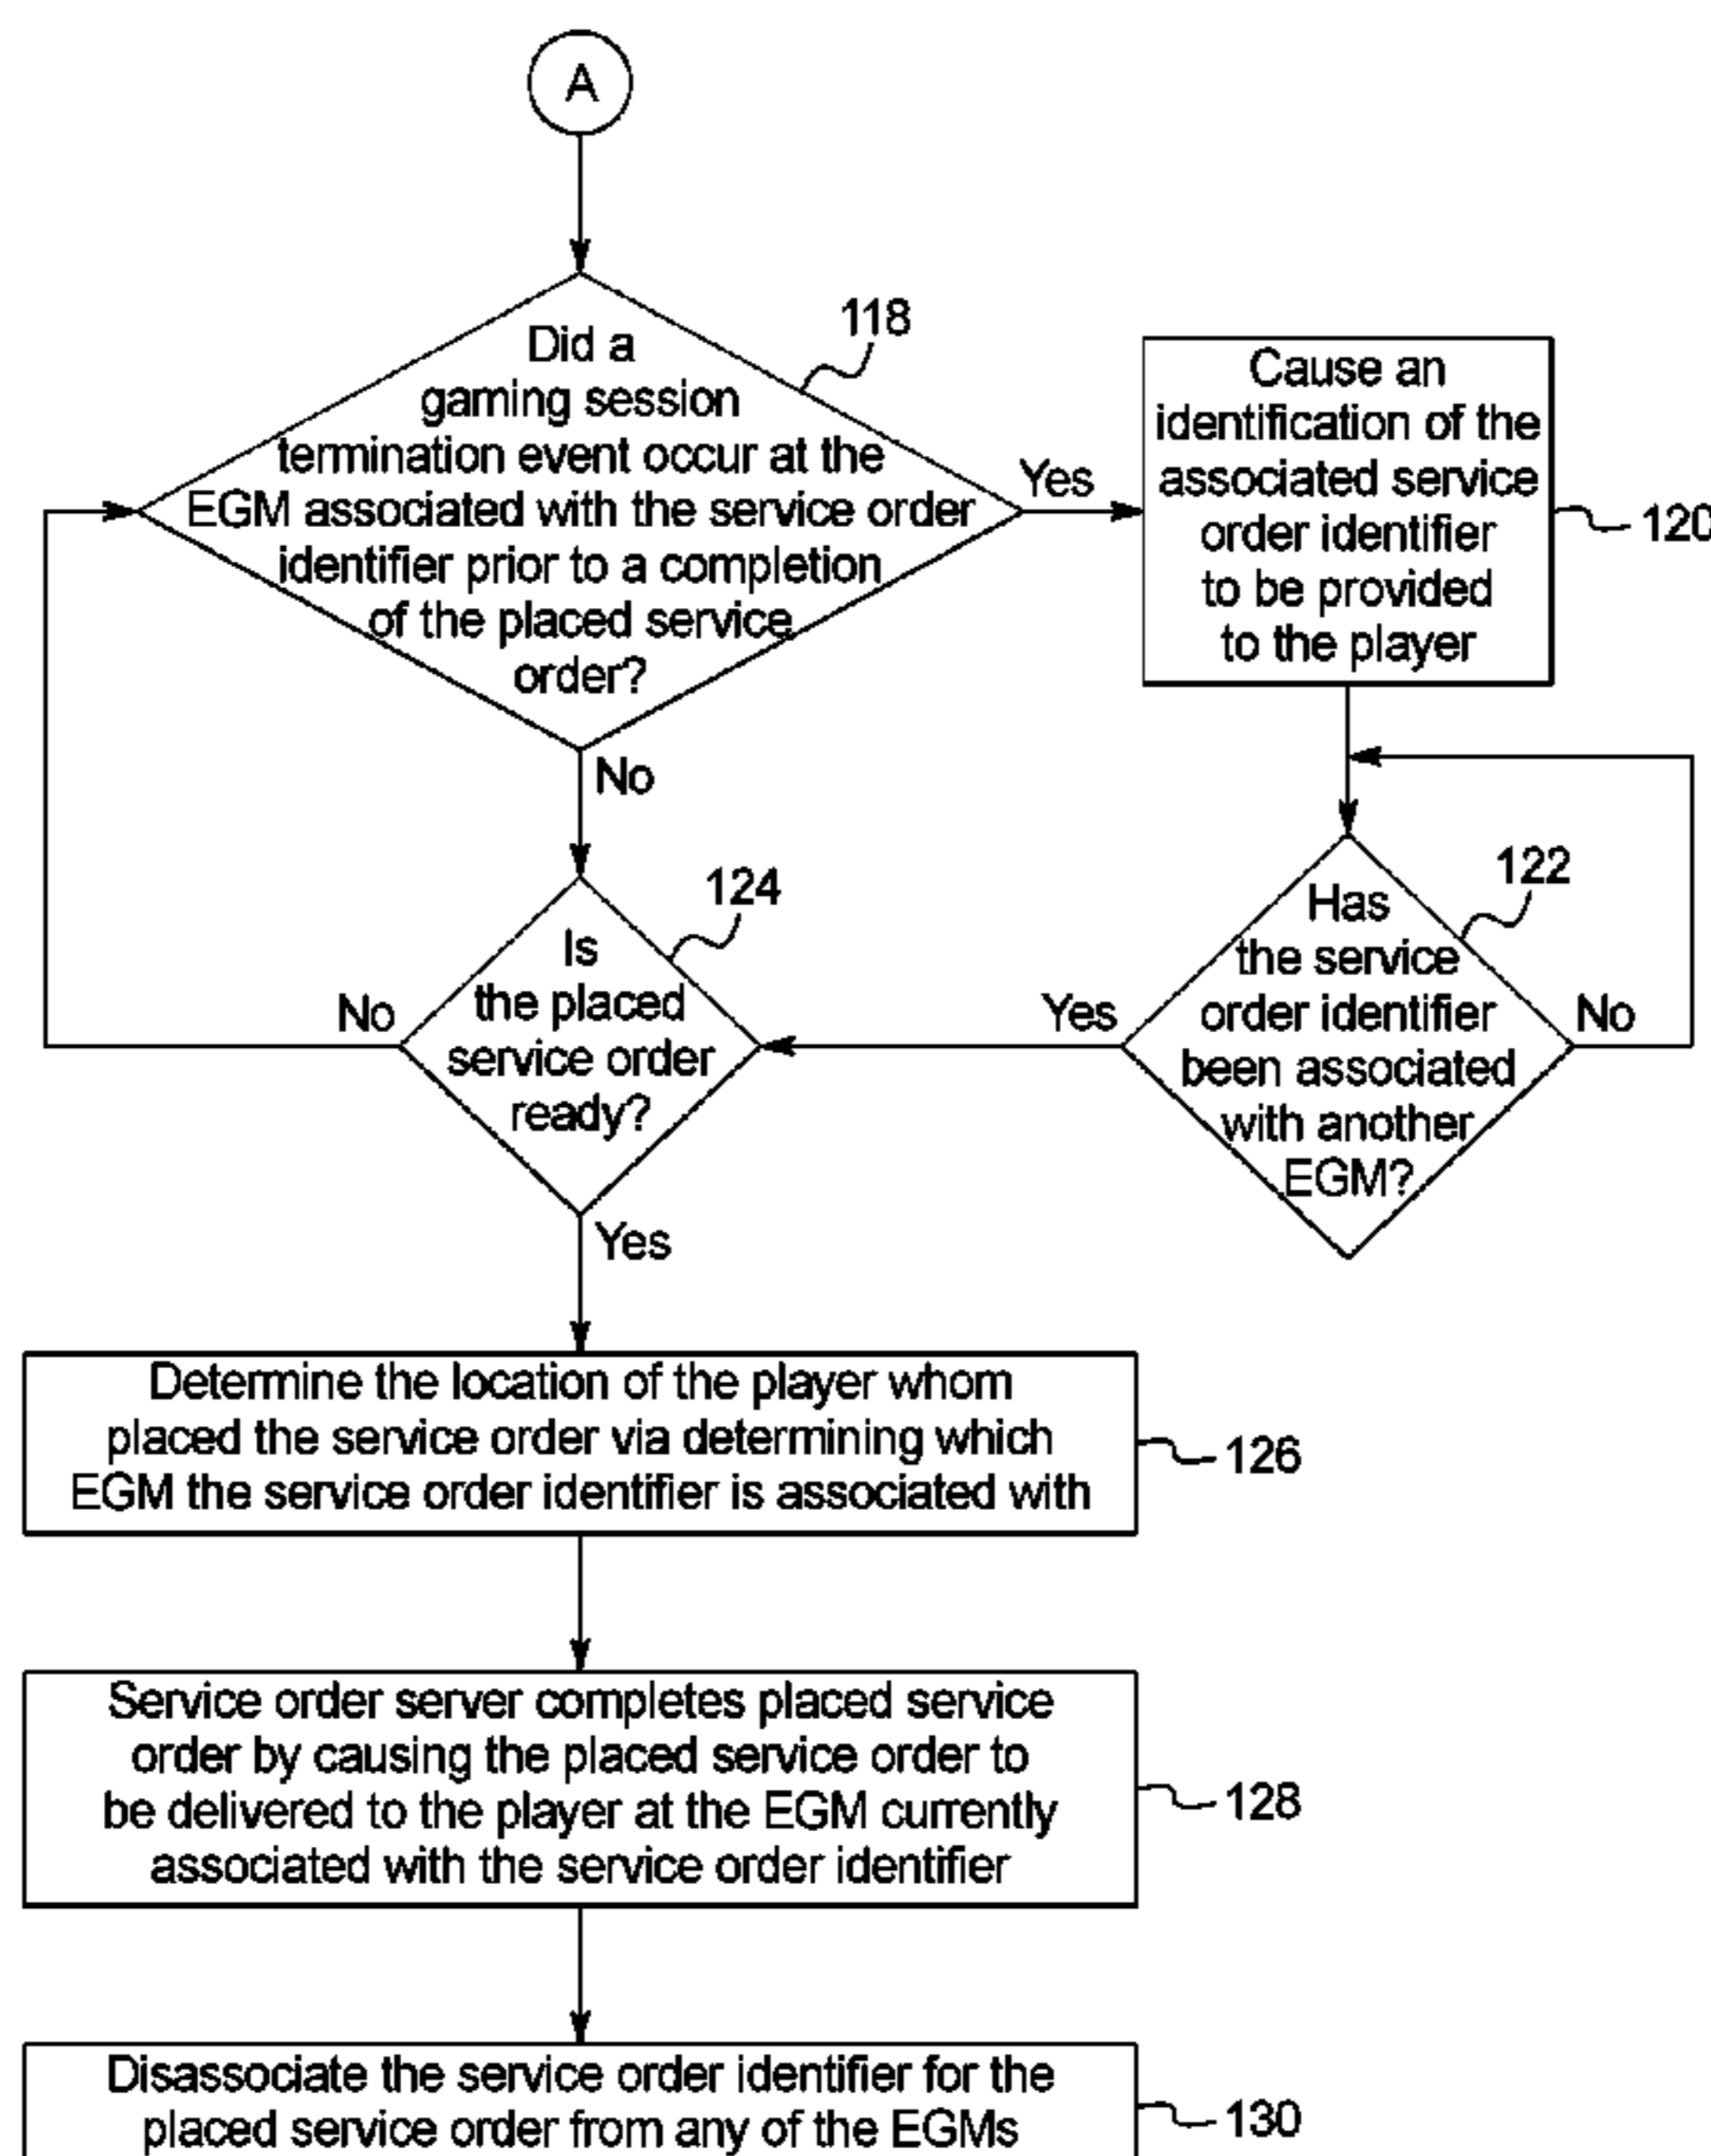 A
Did a
gaming session
termination event occur at the
EGM associated with the service order
identifier prior to a completion
of the placed service
order?
118
Yes
Cause an
identification of the
associated service
order identifier
to be provided
to the player
120
No
Is
the placed
service order
ready?
124
No
Yes
Has
the service
order identifier
been associated
with another
EGM?
122
No
Yes
Determine the location of the player whom
placed the service order via determining which
EGM the service order identifier is associated with
126
Service order server completes placed service
order by causing the placed service order to
be delivered to the player at the EGM currently
associated with the service order identifier
128
Disassociate the service order identifier for the
placed service order from any of the EGMs
130